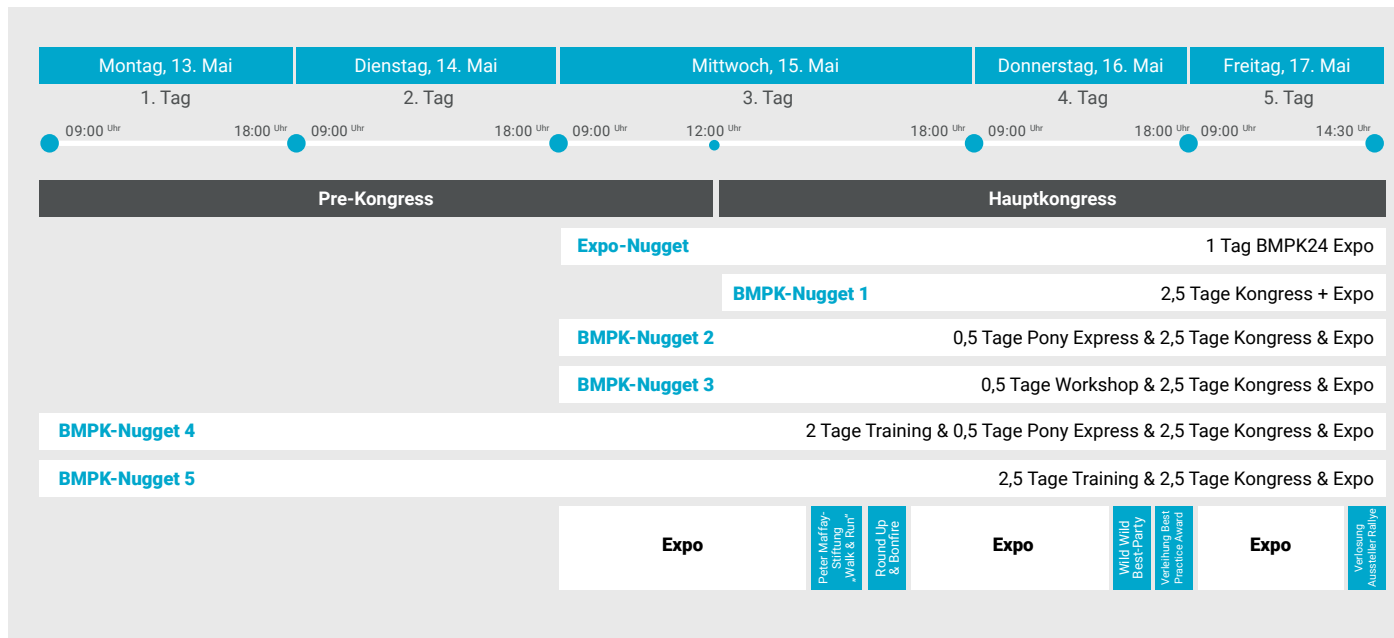 Montag, 13. Mai
Dienstag, 14. Mai
Mittwoch, 15. Mai
Donnerstag, 16. Mai
Freitag, 17. Mai
1. Tag
2. Tag
3. Tag
4. Tag
5. Tag
09:00 Uhr
18:00 Uhr
09:00 Uhr
18:00 Uhr
09:00 Uhr
12:00 Uhr
18:00 Uhr
09:00 Uhr
18:00 Uhr
09:00 Uhr
14:30 Uhr
Pre-Kongress
Hauptkongress
Expo-Nugget
1 Tag BMPK24 Expo
BMPK-Nugget 1
2,5 Tage Kongress + Expo
BMPK-Nugget 2
0,5 Tage Pony Express & 2,5 Tage Kongress & Expo
BMPK-Nugget 3
0,5 Tage Workshop & 2,5 Tage Kongress & Expo
BMPK-Nugget 4
2 Tage Training & 0,5 Tage Pony Express & 2,5 Tage Kongress & Expo
BMPK-Nugget 5
2,5 Tage Training & 2,5 Tage Kongress & Expo
Expo
Peter Maffay-
Stiftung
„Walk & Run"
Round Up
& Bonfire
Expo
Wild Wild
Best-Party
Verleihung Best
Practice Award
Expo
Verlosung
Aussteller Rallye